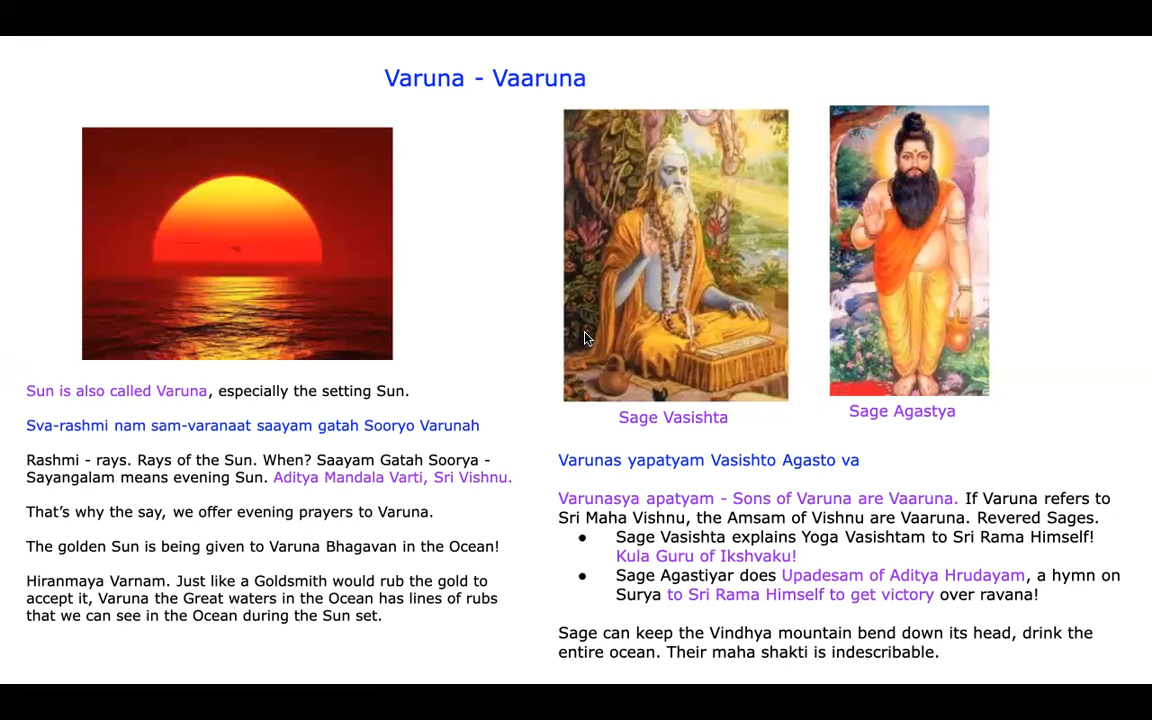 Varuna - Vaaruna
Sun is also called Varuna, especially the setting Sun.
Sva-rashmi nam sam-varanaat saayam gatah Sooryo Varunah
Rashmi - rays. Rays of the Sun. When? Saayam Gatah Soorya -
Sayangalam means evening Sun. Aditya Mandala Varti, Sri Vishnu.
That's why the say, we offer evening prayers to Varuna.
The golden Sun is being given to Varuna Bhagavan in the Ocean!
Hiranmaya Varnam. Just like a Goldsmith would rub the gold to
accept it, Varuna the Great waters in the Ocean has lines of rubs
that we can see in the Ocean during the Sun set.
Sage Vasishta
Sage Agastya
Varunas yapatyam Vasishto Agasto va
Varunasya apatyam - Sons of Varuna are Vaaruna. If Varuna refers to
Sri Maha Vishnu, the Amsam of Vishnu are Vaaruna. Revered Sages.
● Sage Vasishta explains Yoga Vasishtam to Sri Rama Himself!
Kula Guru of Ikshvaku!
● Sage Agastiyar does Upadesam of Aditya Hrudayam, a hymn on
Surya to Sri Rama Himself to get victory over ravana!
Sage can keep the Vindhya mountain bend down its head, drink the
entire ocean. Their maha shakti is indescribable.